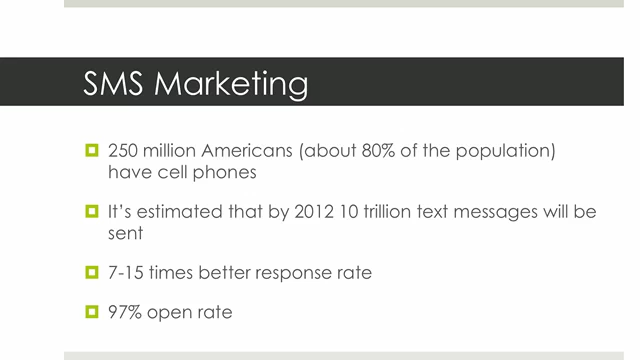 SMS Marketing
250 million Americans (about 80% of the population)
have cell phones
It's estimated that by 2012 10 trillion text messages will be
sent
7-15 times better response rate
97% open rate